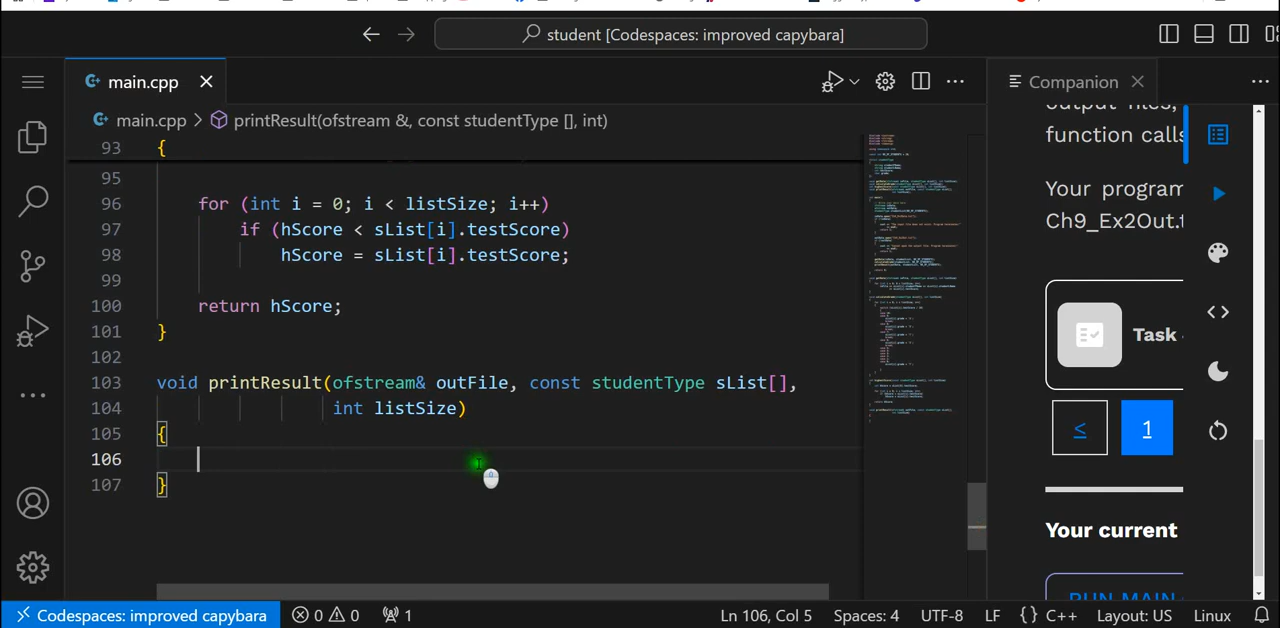 student [Codespaces: improved capybara]
main.cpp
Companion
main.cpp > printResult(ofstream &, const studentType [], int)
93 {
95
96 for (int i = 0; i < listSize; i++)
97 if (hScore < sList[i].testScore)
98 hScore = sList[i].testScore;
99
100 return hScore;
101 }
102
103 void printResult(ofstream& outFile, const studentType sList[],
104 int listSize)
105 {
106
107 }
output files,
function calls
Your program
Ch9_Ex2Out.t
Task
< 1
Your current
RUN MAIN
Codespaces: improved capybara 0 0 1 Ln 106, Col 5 Spaces: 4 UTF-8 LF {} C++ Layout: US Linux